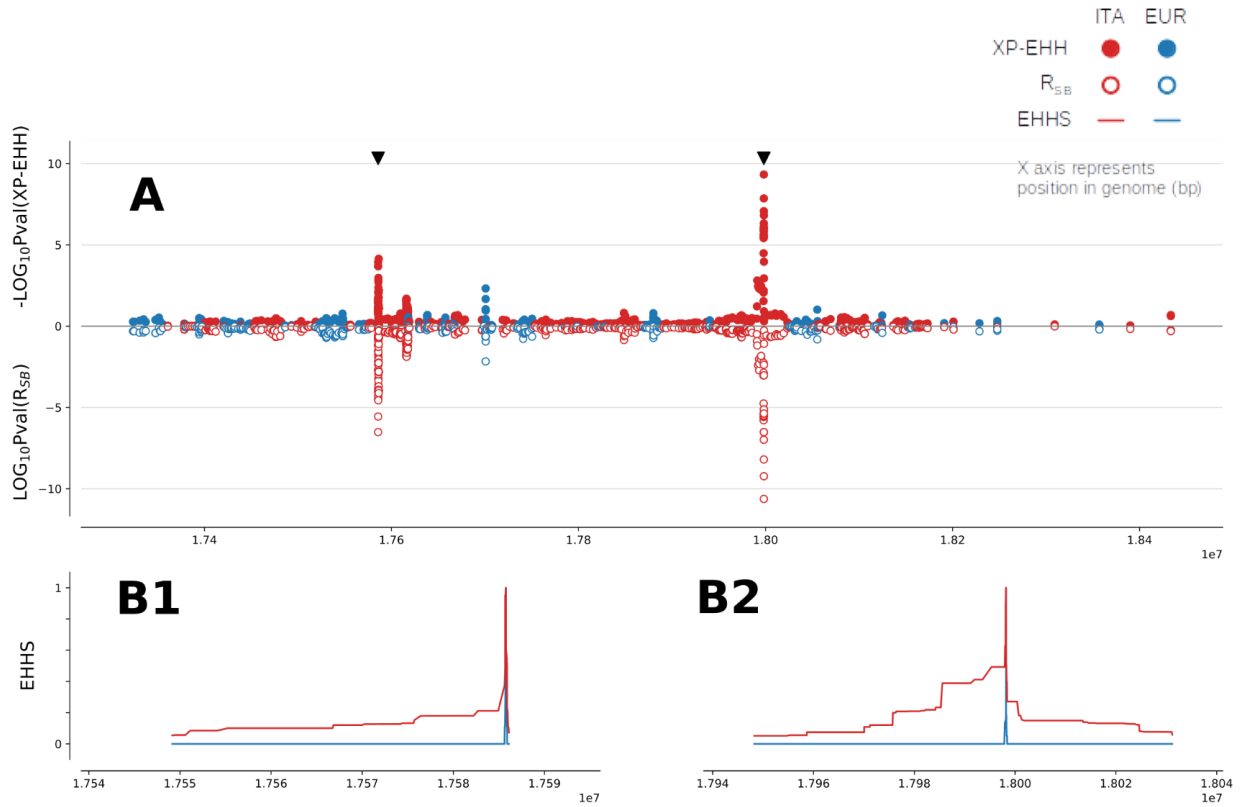 ITA EUR
XP-EHH
R_SB
EHHS
X axis represents
position in genome (bp)
-LOG₁₀Pval(XP-EHH)
LOG₁₀Pval(R_SB)
A
10
5
0
−5
−10
1.74 1.76 1.78 1.80 1.82 1.84
1e7
B1
EHHS
1
0
1.754 1.755 1.756 1.757 1.758 1.759
1e7
B2
1.794 1.796 1.798 1.800 1.802 1.804
1e7